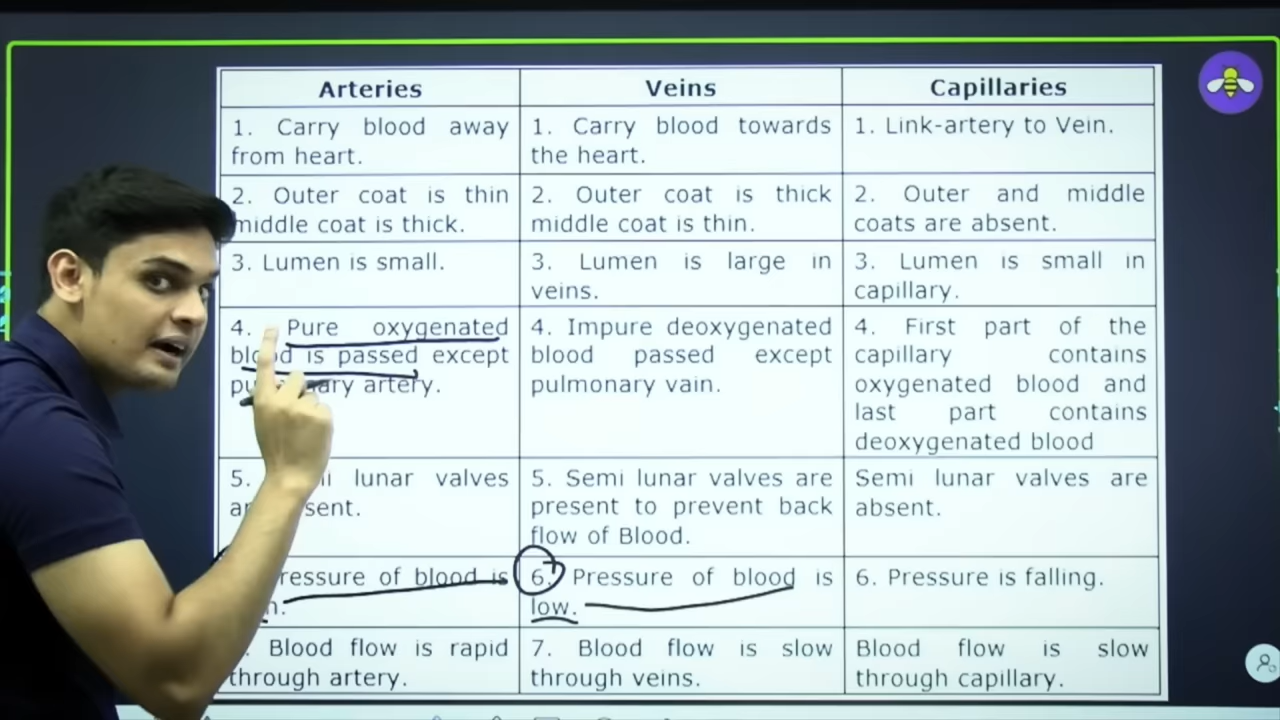 Arteries
Veins
Capillaries
1. Carry blood away
from heart.
1. Carry blood towards
the heart.
1. Link-artery to Vein.
2. Outer coat is thin
middle coat is thick.
2. Outer coat is thick
middle coat is thin.
2. Outer and middle
coats are absent.
3. Lumen is small.
3. Lumen is large in
veins.
3. Lumen is small in
capillary.
4. Pure oxygenated
blood is passed except
artery.
4. Impure deoxygenated
blood passed except
pulmonary vain.
4. First part of the
capillary contains
oxygenated blood and
last part contains
deoxygenated blood
5. lunar valves
5. Semi lunar valves are
present to prevent back
flow of Blood.
Semi lunar valves are
absent.
of blood is
6. Pressure of blood is
low.
6. Pressure is falling.
Blood flow is rapid
through artery.
7. Blood flow is slow
through veins.
Blood flow is slow
through capillary.